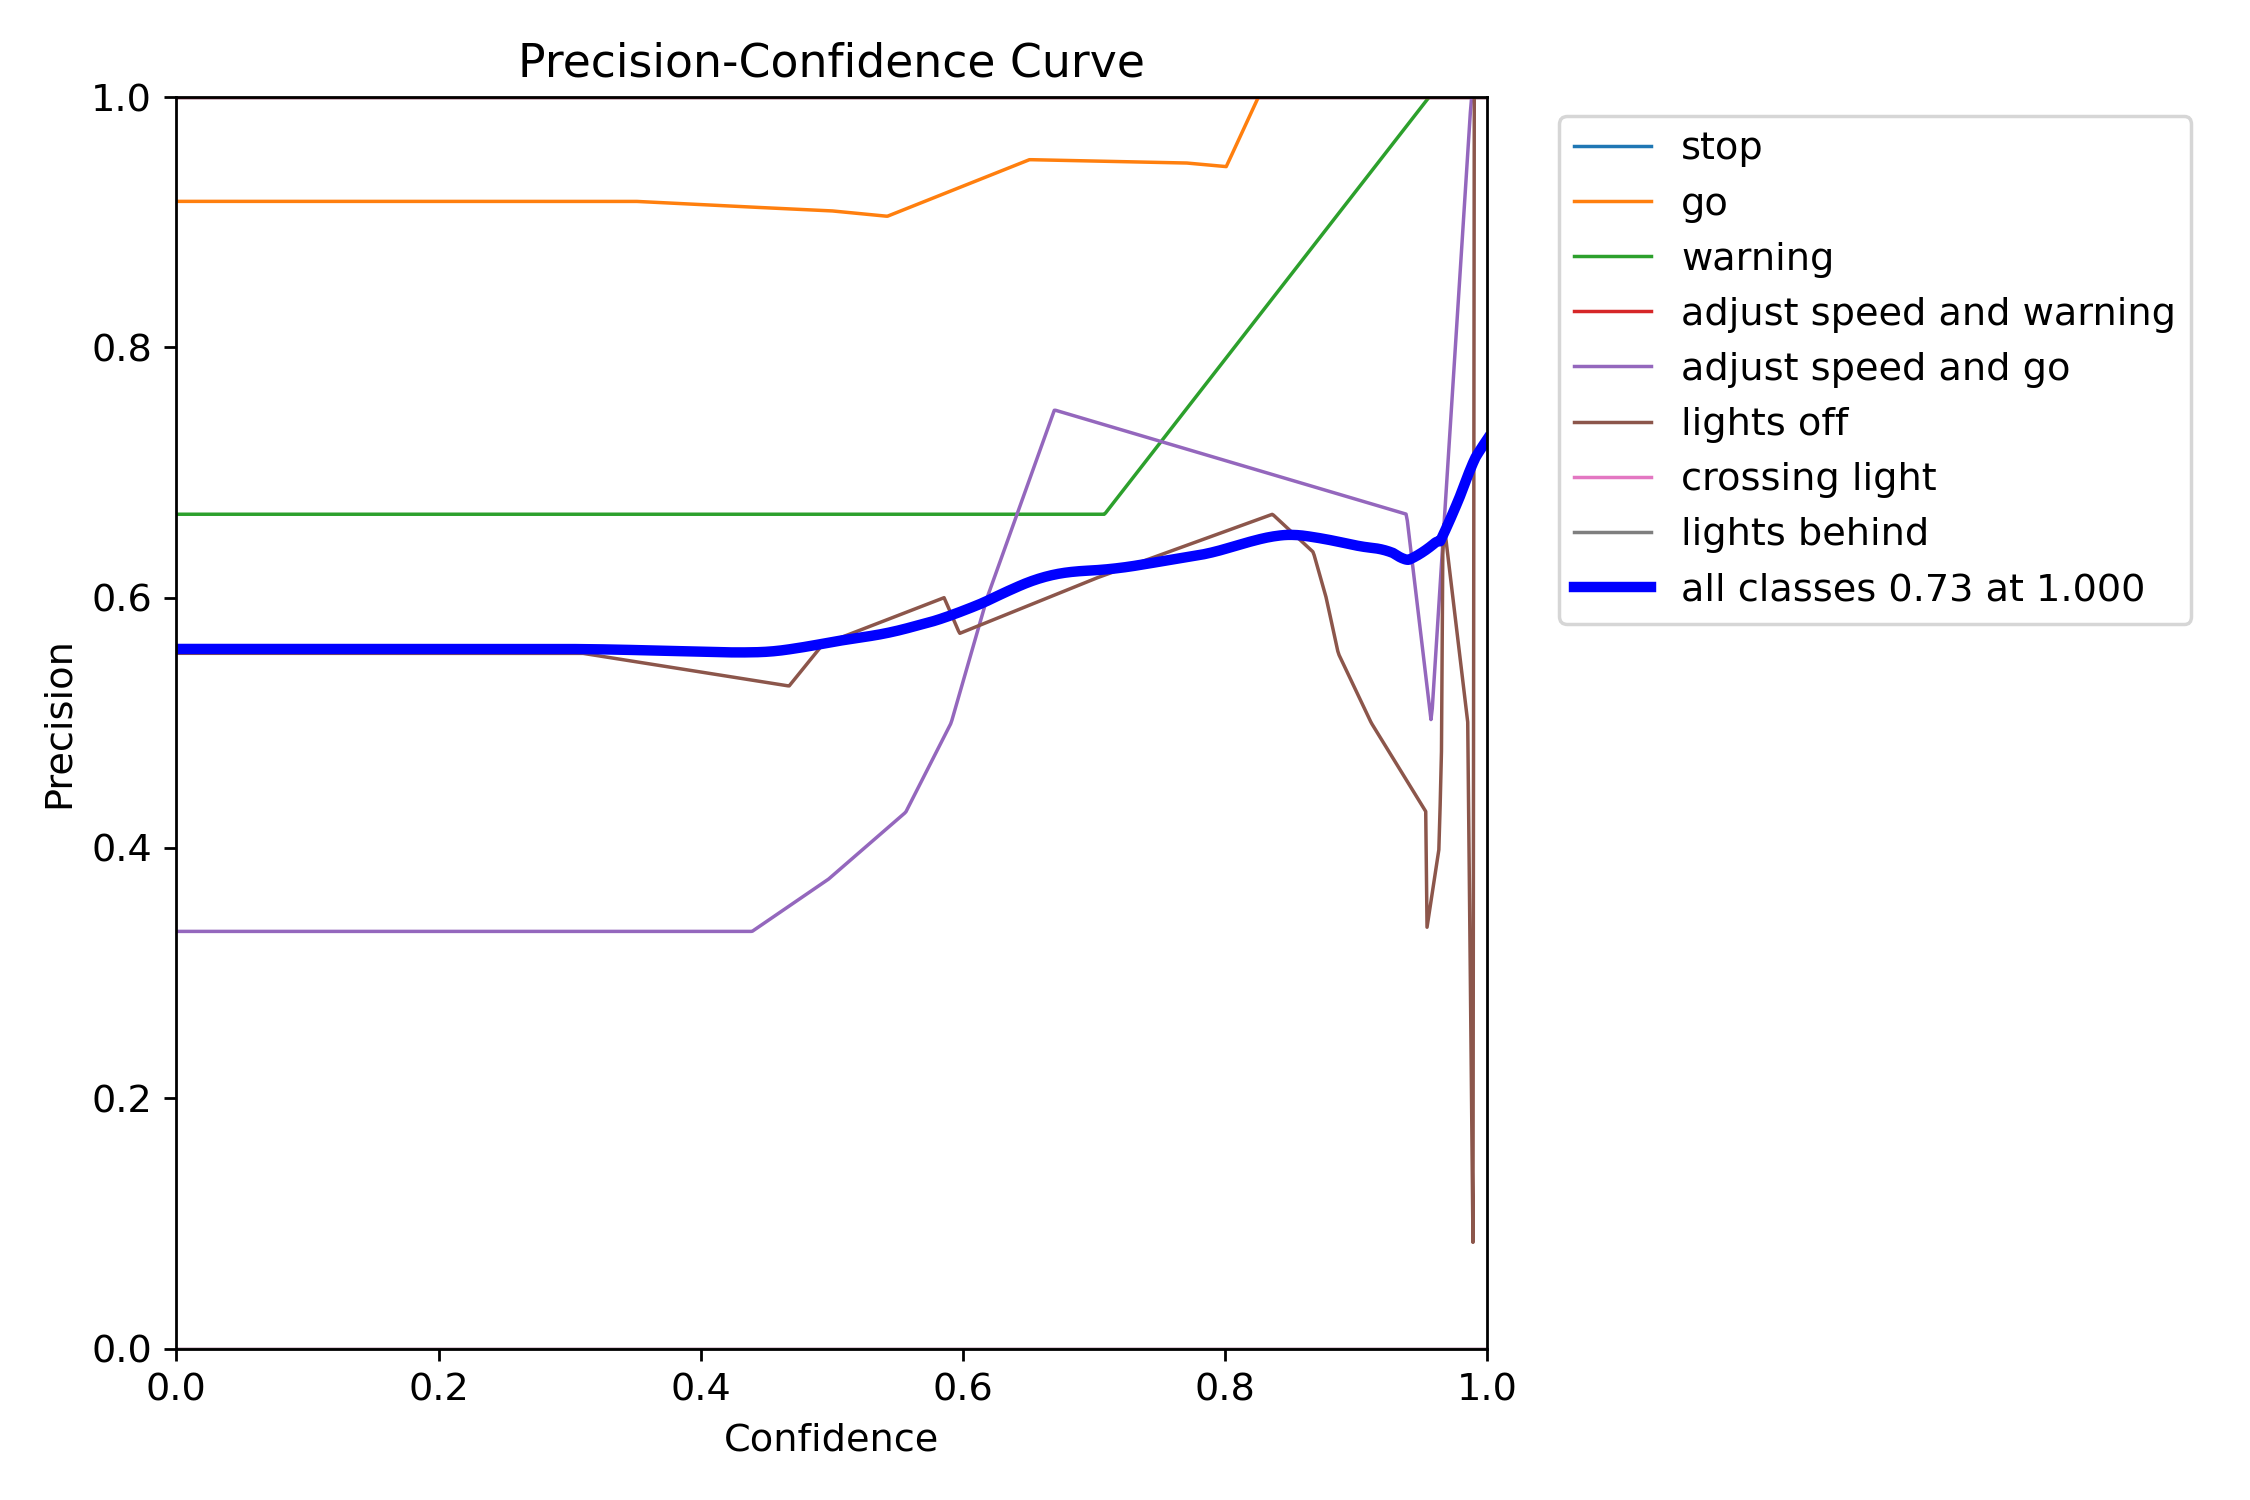 Precision-Confidence Curve
1.0
0.8
0.6
0.4
0.2
0.0
Precision
0.0 0.2 0.4 0.6 0.8 1.0
Confidence
stop
go
warning
adjust speed and warning
adjust speed and go
lights off
crossing light
lights behind
all classes 0.73 at 1.000